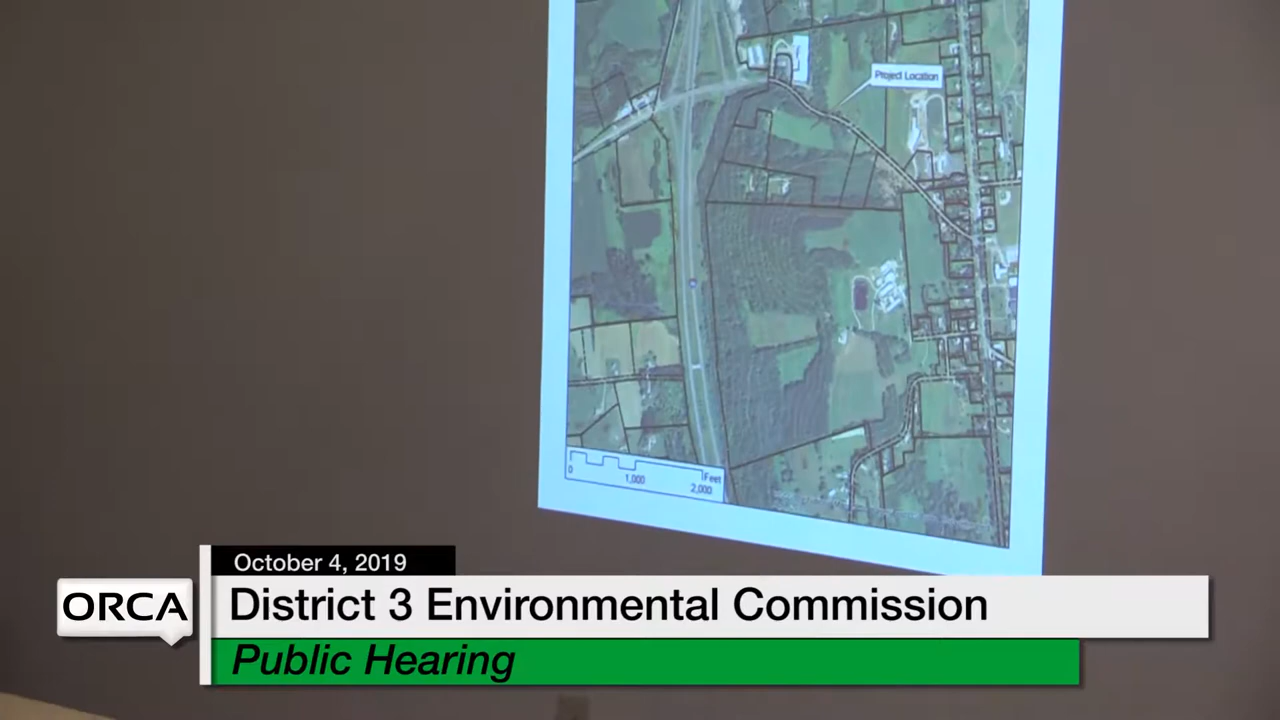 Project Location
0
1,000
Feet
2,000
October 4, 2019
ORCA
District 3 Environmental Commission
Public Hearing